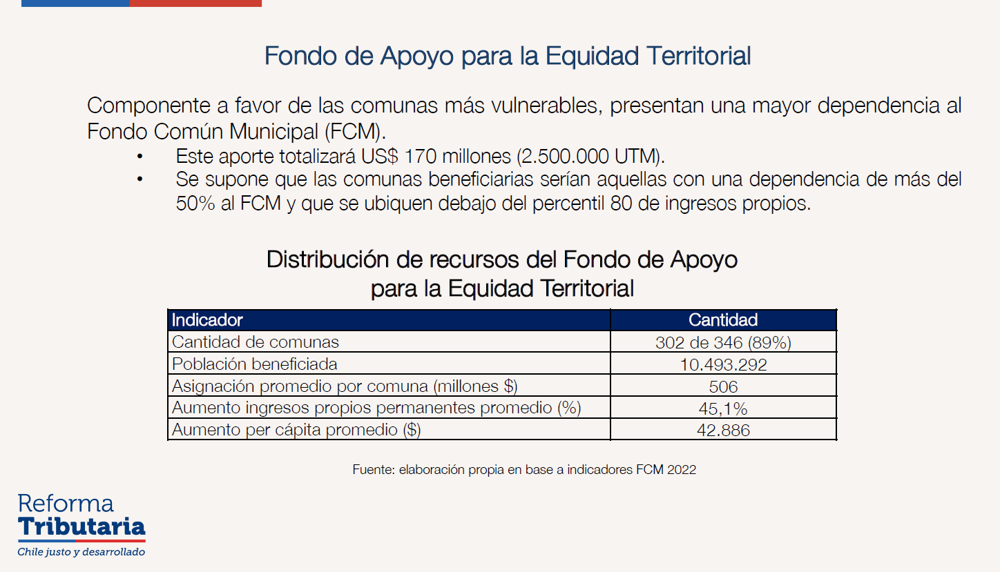 Fondo de Apoyo para la Equidad Territorial
Componente a favor de las comunas más vulnerables, presentan una mayor dependencia al
Fondo Común Municipal (FCM).
• Este aporte totalizará US$ 170 millones (2.500.000 UTM).
• Se supone que las comunas beneficiarias serían aquellas con una dependencia de más del
50% al FCM y que se ubiquen debajo del percentil 80 de ingresos propios.
Distribución de recursos del Fondo de Apoyo
para la Equidad Territorial
Indicador Cantidad
Cantidad de comunas 302 de 346 (89%)
Población beneficiada 10.493.292
Asignación promedio por comuna (millones $) 506
Aumento ingresos propios permanentes promedio (%) 45,1%
Aumento per cápita promedio ($) 42.886
Fuente: elaboración propia en base a indicadores FCM 2022
Reforma
Tributaria
Chile justo y desarrollado